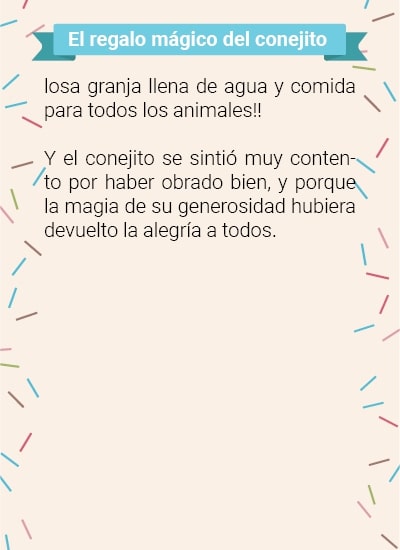 El regalo mágico del conejito
losa granja llena de agua y comida
para todos los animales!!
Y el conejito se sintió muy conten-
to por haber obrado bien, y porque
la magia de su generosidad hubiera
devuelto la alegría a todos.